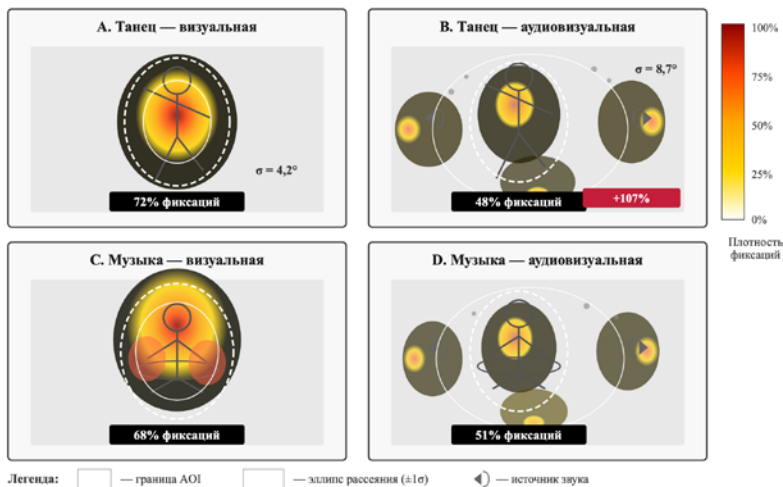 А. Танец — визуальная
σ = 4,2°
72% фиксаций
В. Танец — аудиовизуальная
σ = 8,7°
48% фиксаций
+107%
С. Музыка — визуальная
68% фиксаций
D. Музыка — аудиовизуальная
51% фиксаций
100%
75%
50%
25%
0%
Плотность
фиксаций
Легенда: — граница AOI — эллипс рассеяния (±1σ) — источник звука